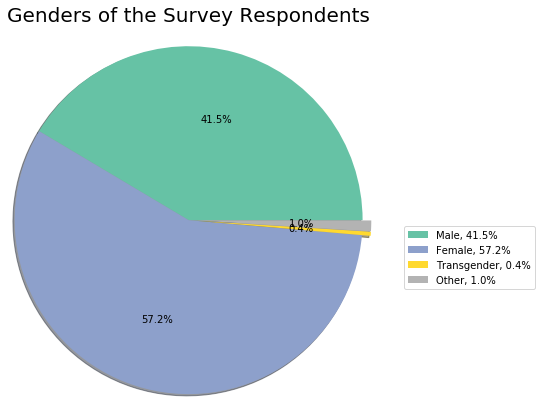 Genders of the Survey Respondents
41.5%
1.0%
0.4%
57.2%
Male, 41.5%
Female, 57.2%
Transgender, 0.4%
Other, 1.0%